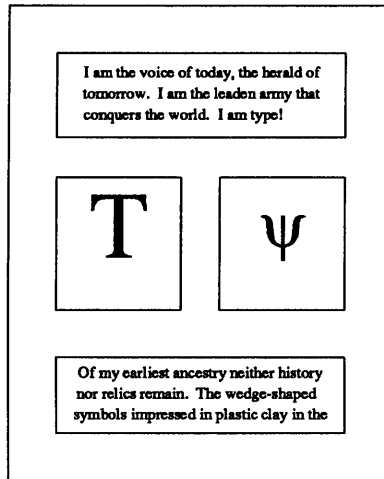 I am the voice of today, the herald of
tomorrow. I am the leaden army that
conquers the world. I am type!
T
ψ
Of my earliest ancestry neither history
nor relics remain. The wedge-shaped
symbols impressed in plastic clay in the